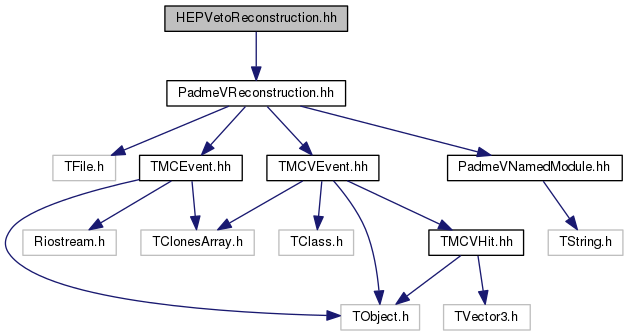 HEPVetoReconstruction.hh
PadmeVReconstruction.hh
TFile.h
TMCEvent.hh
TMCVEvent.hh
PadmeVNamedModule.hh
Riostream.h
TClonesArray.h
TClass.h
TMCVHit.hh
TString.h
TObject.h
TVector3.h